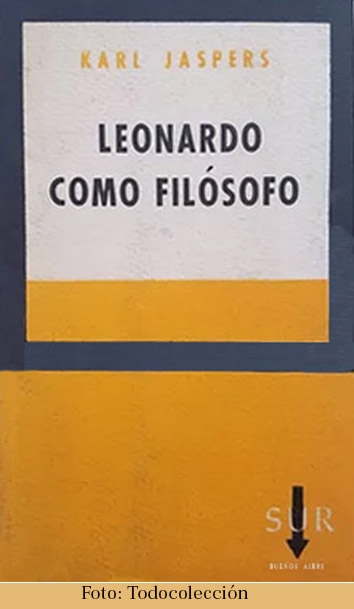 KARL JASPERS
LEONARDO
COMO FILÓSOFO
SUR
BUENOS AIRES
Foto: Todocolección